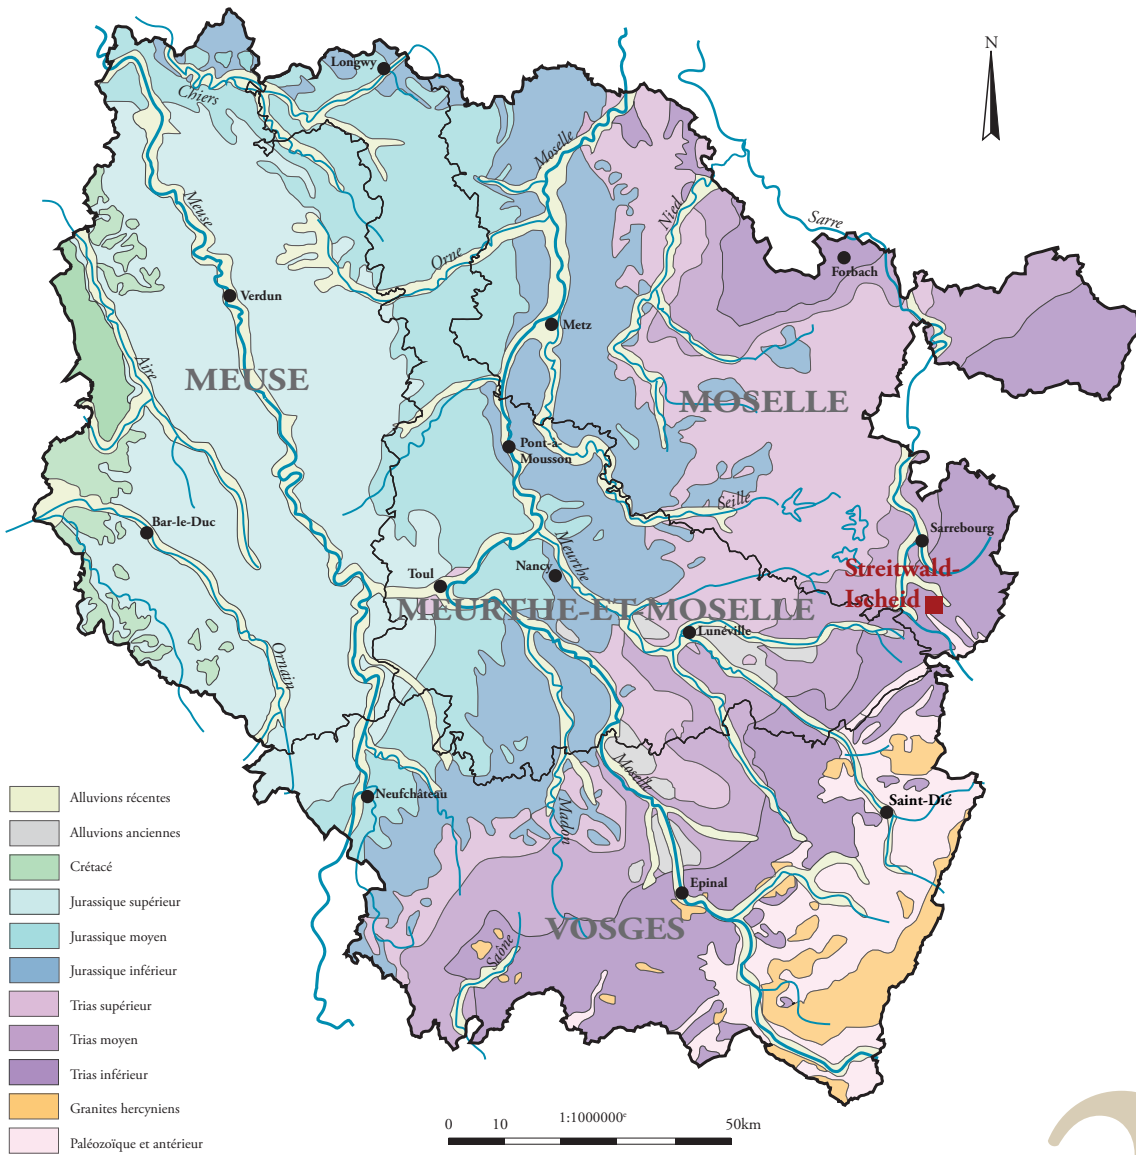 N
Longwy
Chiers
Moselle
Meuse
Nied
Sarre
Orne
Forbach
Verdun
Metz
Aire
MEUSE
MOSELLE
Pont-à-
Mousson
Seille
Bar-le-Duc
Sarrebourg
Meurthe
Toul
Nancy
Streitwald-
Ischeid
MEURTHE-ET-MOSELLE
Lunéville
Ornain
Moselle
Neufchâteau
Madon
Saint-Dié
Epinal
VOSGES
Saône
Alluvions récentes
Alluvions anciennes
Crétacé
Jurassique supérieur
Jurassique moyen
Jurassique inférieur
Trias supérieur
Trias moyen
Trias inférieur
Granites hercyniens
Paléozoïque et antérieur
1:1000000e
0 10 50km